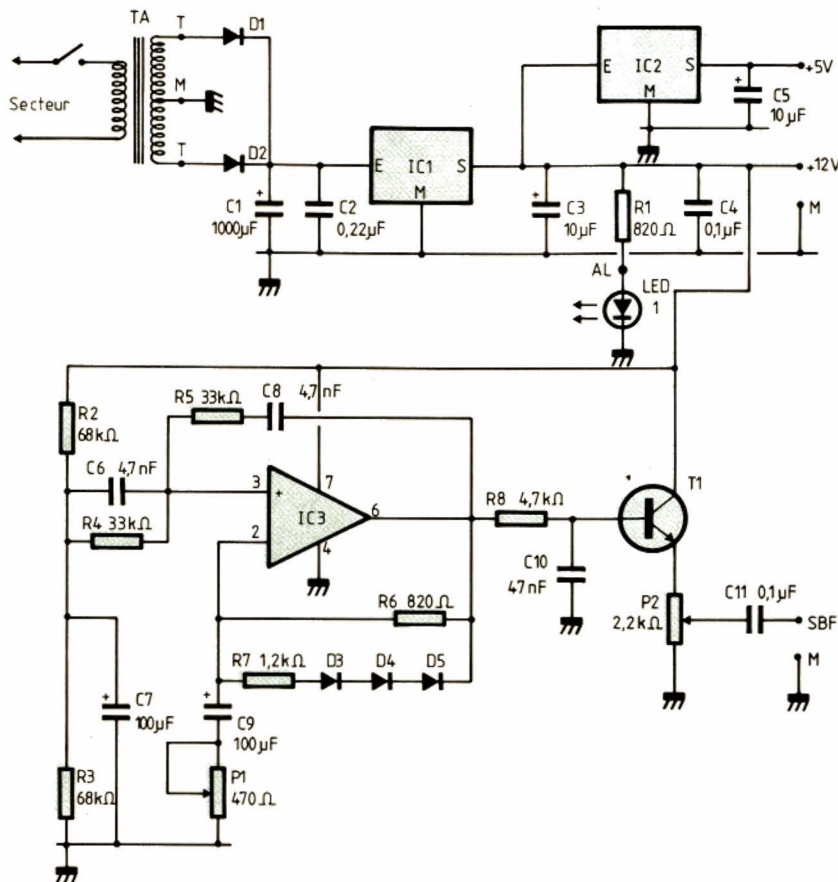 TA
T
D1
Secteur
M
T
D2
E
IC1
S
M
E
IC2
S
M
+5V
+
C5
10µF
+12V
+
C1
1000µF
C2
0,22µF
+
C3
10µF
R1
820Ω
C4
0,1µF
M
AL
LED
1
R2
68kΩ
R5 33kΩ
C8
4,7nF
C6
4,7nF
R4 33kΩ
3
+
7
IC3
6
2
4
R8 4,7kΩ
T1
C10
47nF
R6 820Ω
P2
2,2kΩ
C11 0,1µF
SBF
M
R7 1,2kΩ
D3
D4
D5
+
C7
100µF
+
C9
100µF
R3
68kΩ
P1
470Ω